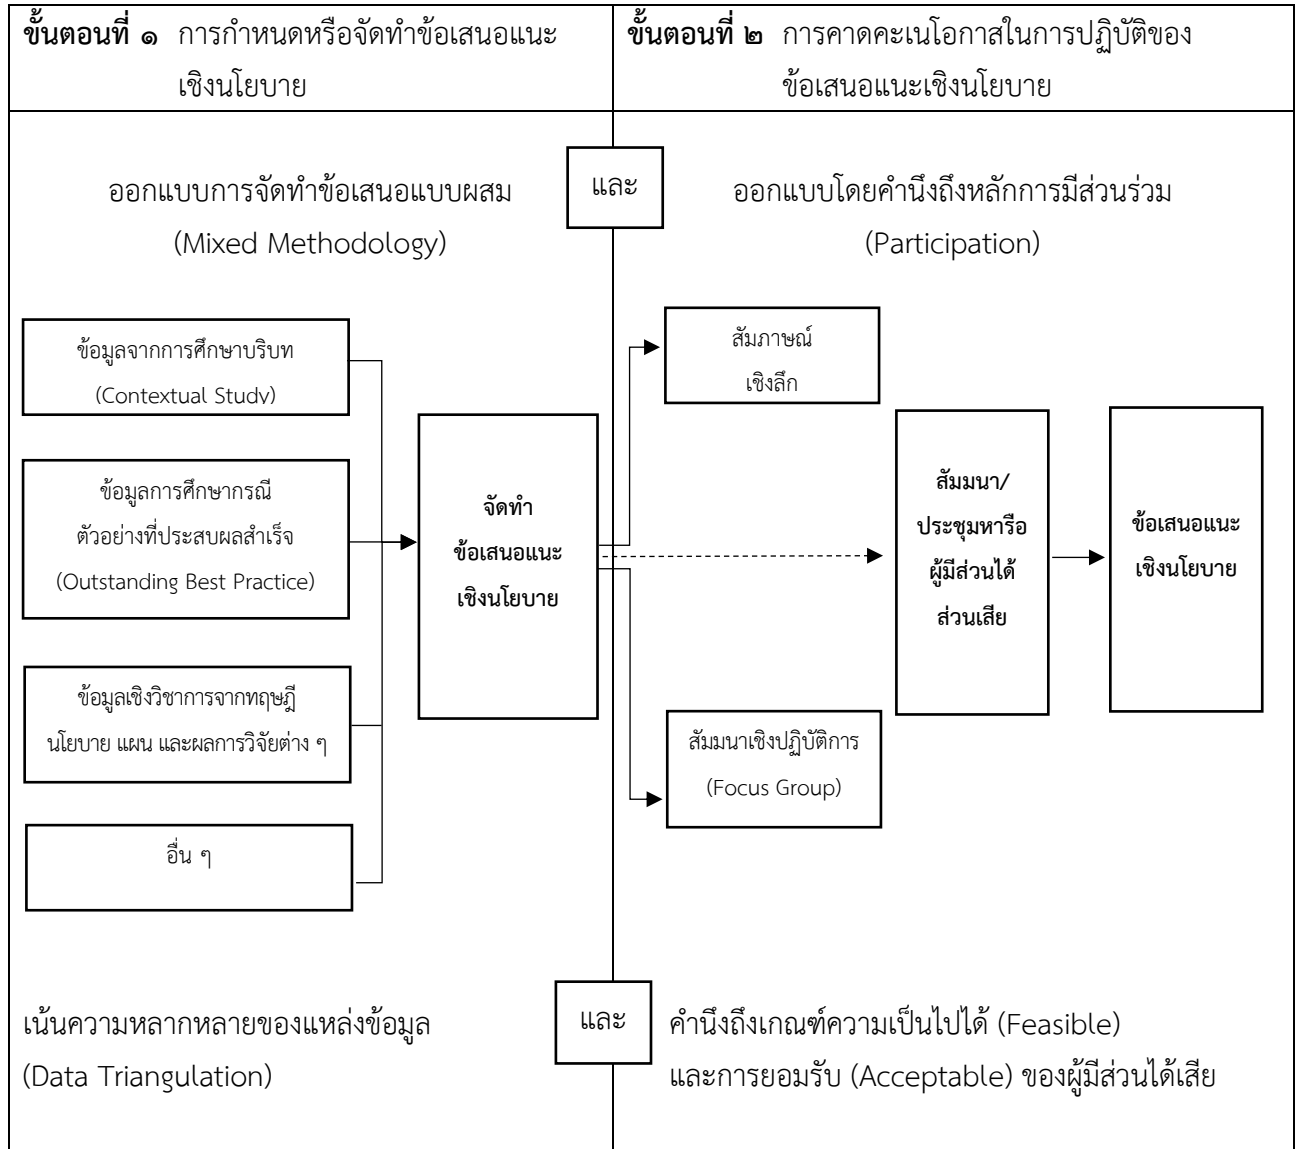 ขั้นตอนที่ ๑ การกำหนดหรือจัดทำข้อเสนอแนะ
เชิงนโยบาย
ขั้นตอนที่ ๒ การคาดคะเนโอกาสในการปฏิบัติของ
ข้อเสนอแนะเชิงนโยบาย
ออกแบบการจัดทำข้อเสนอแบบผสม
(Mixed Methodology)
และ
ออกแบบโดยคำนึงถึงหลักการมีส่วนร่วม
(Participation)
ข้อมูลจากการศึกษาบริบท
(Contextual Study)
ข้อมูลการศึกษากรณี
ตัวอย่างที่ประสบผลสำเร็จ
(Outstanding Best Practice)
ข้อมูลเชิงวิชาการจากทฤษฎี
นโยบาย แผน และผลการวิจัยต่าง ๆ
อื่น ๆ
จัดทำ
ข้อเสนอแนะ
เชิงนโยบาย
สัมภาษณ์
เชิงลึก
สัมมนาเชิงปฏิบัติการ
(Focus Group)
สัมมนา/
ประชุมหารือ
ผู้มีส่วนได้
ส่วนเสีย
ข้อเสนอแนะ
เชิงนโยบาย
เน้นความหลากหลายของแหล่งข้อมูล
(Data Triangulation)
และ
คำนึงถึงเกณฑ์ความเป็นไปได้ (Feasible)
และการยอมรับ (Acceptable) ของผู้มีส่วนได้เสีย